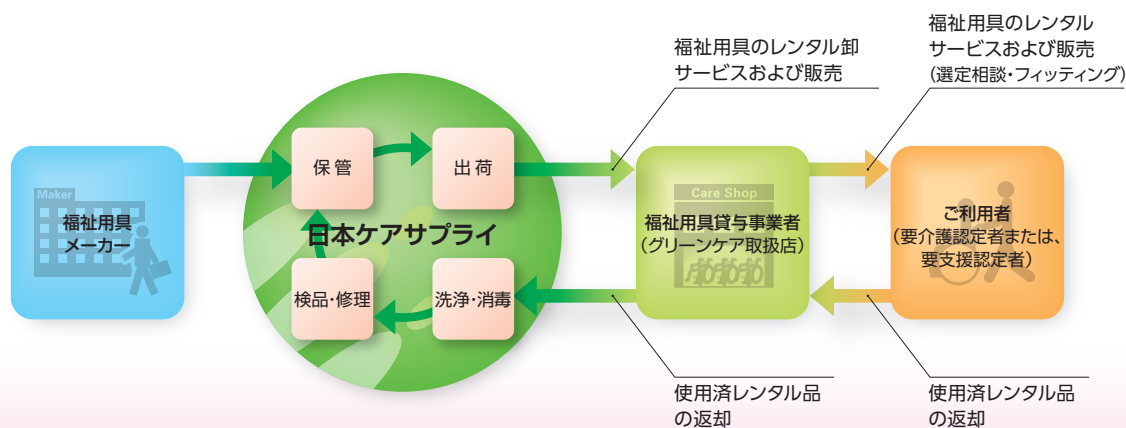 福祉用具のレンタル卸
サービスおよび販売
福祉用具のレンタル
サービスおよび販売
（選定相談・フィッティング）
Maker
福祉用具
メーカー
保管
出荷
日本ケアサプライ
検品・修理
洗浄・消毒
Care Shop
福祉用具貸与事業者
（グリーンケア取扱店）
ご利用者
（要介護認定者または、
要支援認定者）
使用済レンタル品
の返却
使用済レンタル品
の返却